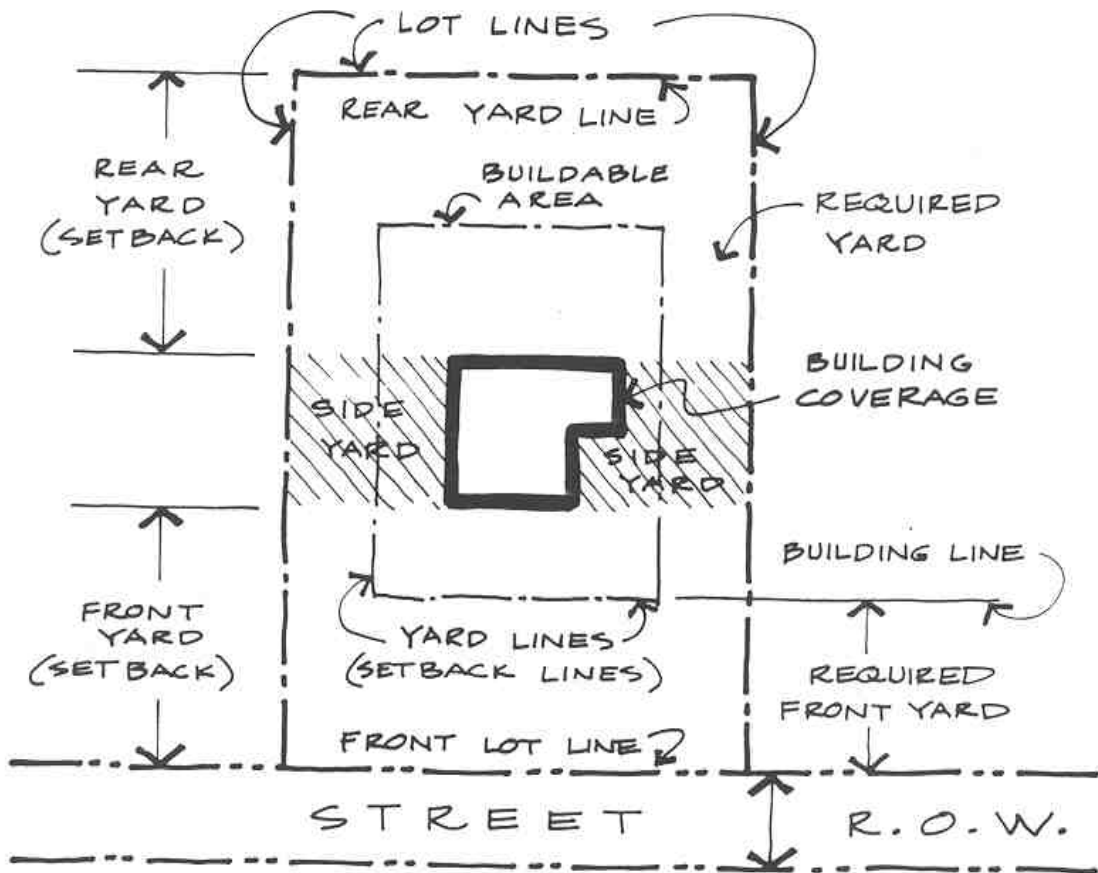 LOT LINES
REAR YARD LINE
BUILDABLE
AREA
REAR
YARD
(SETBACK)
REQUIRED
YARD
BUILDING
COVERAGE
SIDE
YARD
SIDE
YARD
BUILDING LINE
FRONT
YARD
(SETBACK)
YARD LINES
(SETBACK LINES)
REQUIRED
FRONT YARD
FRONT LOT LINE
STREET
R.O.W.